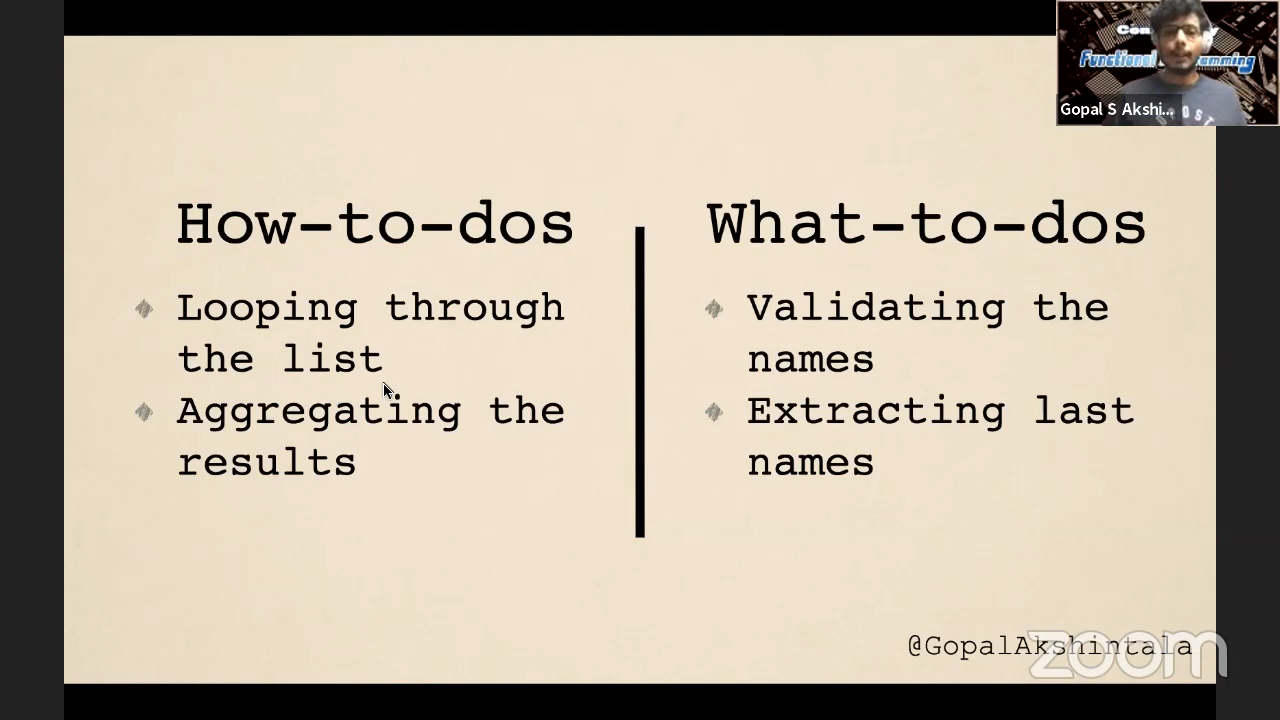 Functional
Gopal S Akshi...
How-to-dos
Looping through
the list
Aggregating the
results
What-to-dos
Validating the
names
Extracting last
names
@GopalAkshintala
zoom